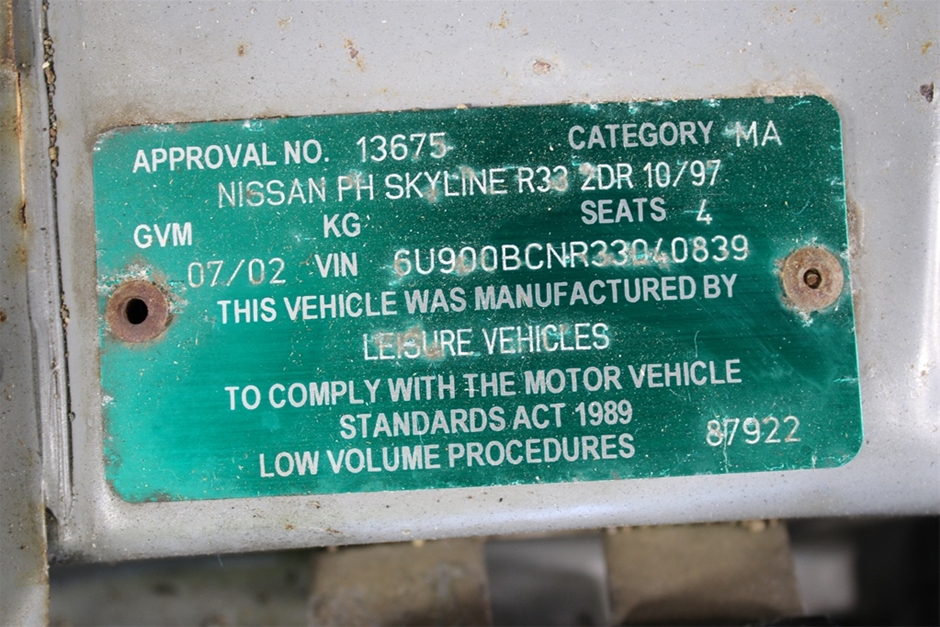 APPROVAL NO. 13675 CATEGORY MA
NISSAN PH SKYLINE R33 2DR 10/97
GVM KG SEATS 4
07/02 VIN 6U900BCNR33040839
THIS VEHICLE WAS MANUFACTURED BY
LEISURE VEHICLES
TO COMPLY WITH THE MOTOR VEHICLE
STANDARDS ACT 1989
LOW VOLUME PROCEDURES 87922